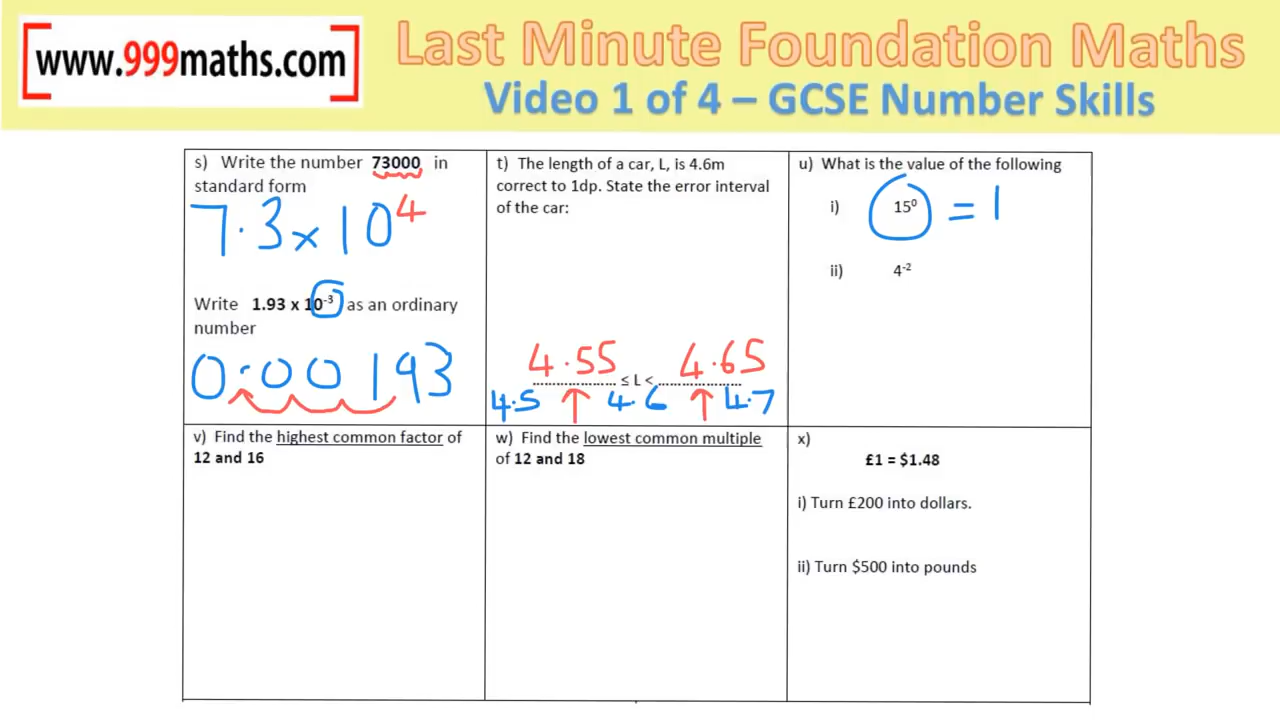 www.999maths.com
Last Minute Foundation Maths
Video 1 of 4 – GCSE Number Skills
s) Write the number 73000 in
standard form
7.3 x 10⁴
Write 1.93 x 10⁻³ as an ordinary
number
0.00193
t) The length of a car, L, is 4.6m
correct to 1dp. State the error interval
of the car:
4.55 4.65
.................... ≤ L < ....................
4.5 4.6 4.7
u) What is the value of the following
i) 15⁰ = 1
ii) 4⁻²
v) Find the highest common factor of
12 and 16
w) Find the lowest common multiple
of 12 and 18
x)
£1 = $1.48
i) Turn £200 into dollars.
ii) Turn $500 into pounds